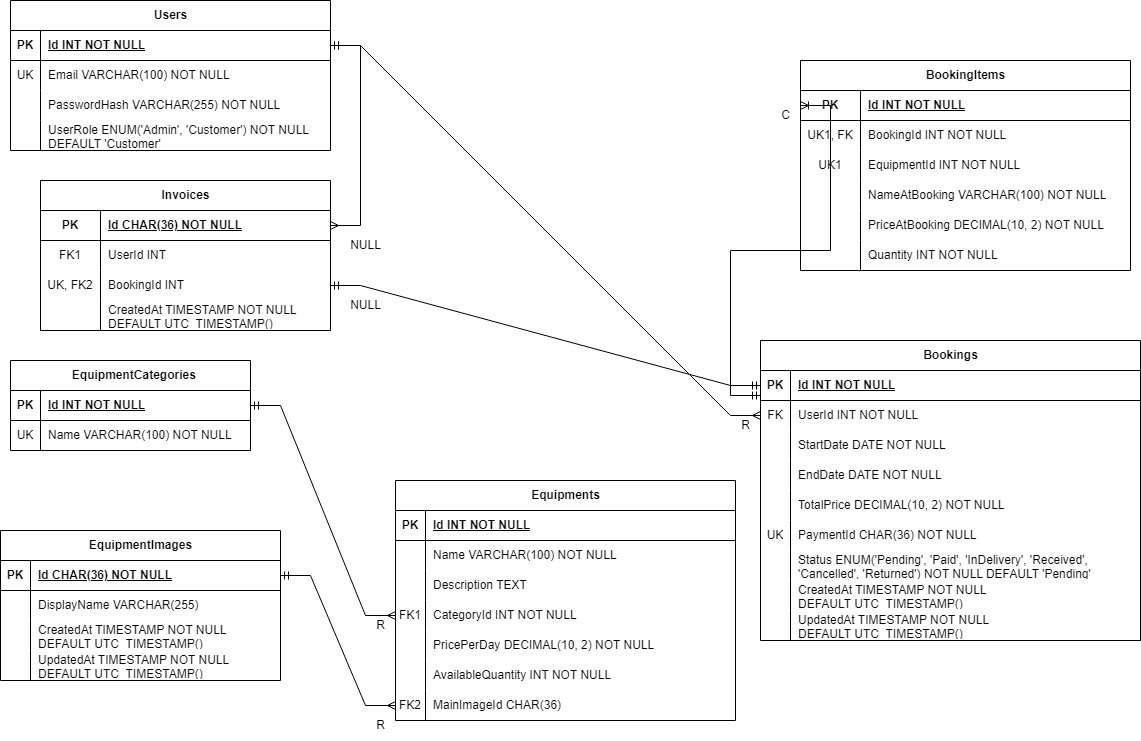 Users
PK Id INT NOT NULL
UK Email VARCHAR(100) NOT NULL
PasswordHash VARCHAR(255) NOT NULL
UserRole ENUM('Admin', 'Customer') NOT NULL
DEFAULT 'Customer'
Invoices
PK Id CHAR(36) NOT NULL
FK1 UserId INT
UK, FK2 BookingId INT
CreatedAt TIMESTAMP NOT NULL
DEFAULT UTC_TIMESTAMP()
NULL
NULL
BookingItems
C
PK Id INT NOT NULL
UK1, FK BookingId INT NOT NULL
UK1 EquipmentId INT NOT NULL
NameAtBooking VARCHAR(100) NOT NULL
PriceAtBooking DECIMAL(10, 2) NOT NULL
Quantity INT NOT NULL
EquipmentCategories
PK Id INT NOT NULL
UK Name VARCHAR(100) NOT NULL
Bookings
PK Id INT NOT NULL
FK UserId INT NOT NULL
R
StartDate DATE NOT NULL
EndDate DATE NOT NULL
TotalPrice DECIMAL(10, 2) NOT NULL
UK PaymentId CHAR(36) NOT NULL
Status ENUM('Pending', 'Paid', 'InDelivery', 'Received',
'Cancelled', 'Returned') NOT NULL DEFAULT 'Pending'
CreatedAt TIMESTAMP NOT NULL
DEFAULT UTC_TIMESTAMP()
UpdatedAt TIMESTAMP NOT NULL
DEFAULT UTC_TIMESTAMP()
EquipmentImages
PK Id CHAR(36) NOT NULL
DisplayName VARCHAR(255)
CreatedAt TIMESTAMP NOT NULL
DEFAULT UTC_TIMESTAMP()
UpdatedAt TIMESTAMP NOT NULL
DEFAULT UTC_TIMESTAMP()
Equipments
PK Id INT NOT NULL
Name VARCHAR(100) NOT NULL
Description TEXT
FK1 CategoryId INT NOT NULL
R
PricePerDay DECIMAL(10, 2) NOT NULL
AvailableQuantity INT NOT NULL
FK2 MainImageId CHAR(36)
R